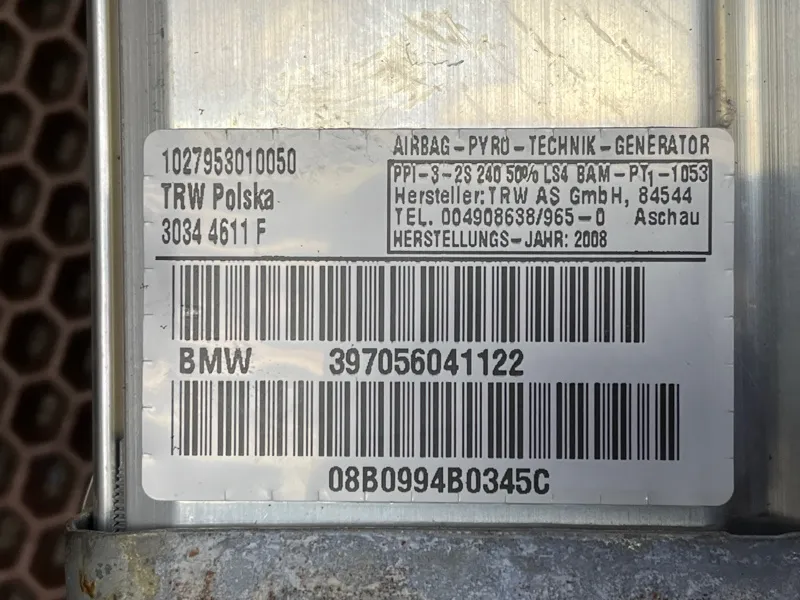 1027953010050
TRW Polska
3034 4611 F
AIRBAG-PYRO-TECHNIK-GENERATOR
PPI-3-2S 240 50% LS4 BAM-PT1-1053
Hersteller: TRW AS GmbH, 84544
TEL. 004908638/965-0 Aschau
HERSTELLUNGS-JAHR: 2008
BMW 397056041122
08B0994B0345C